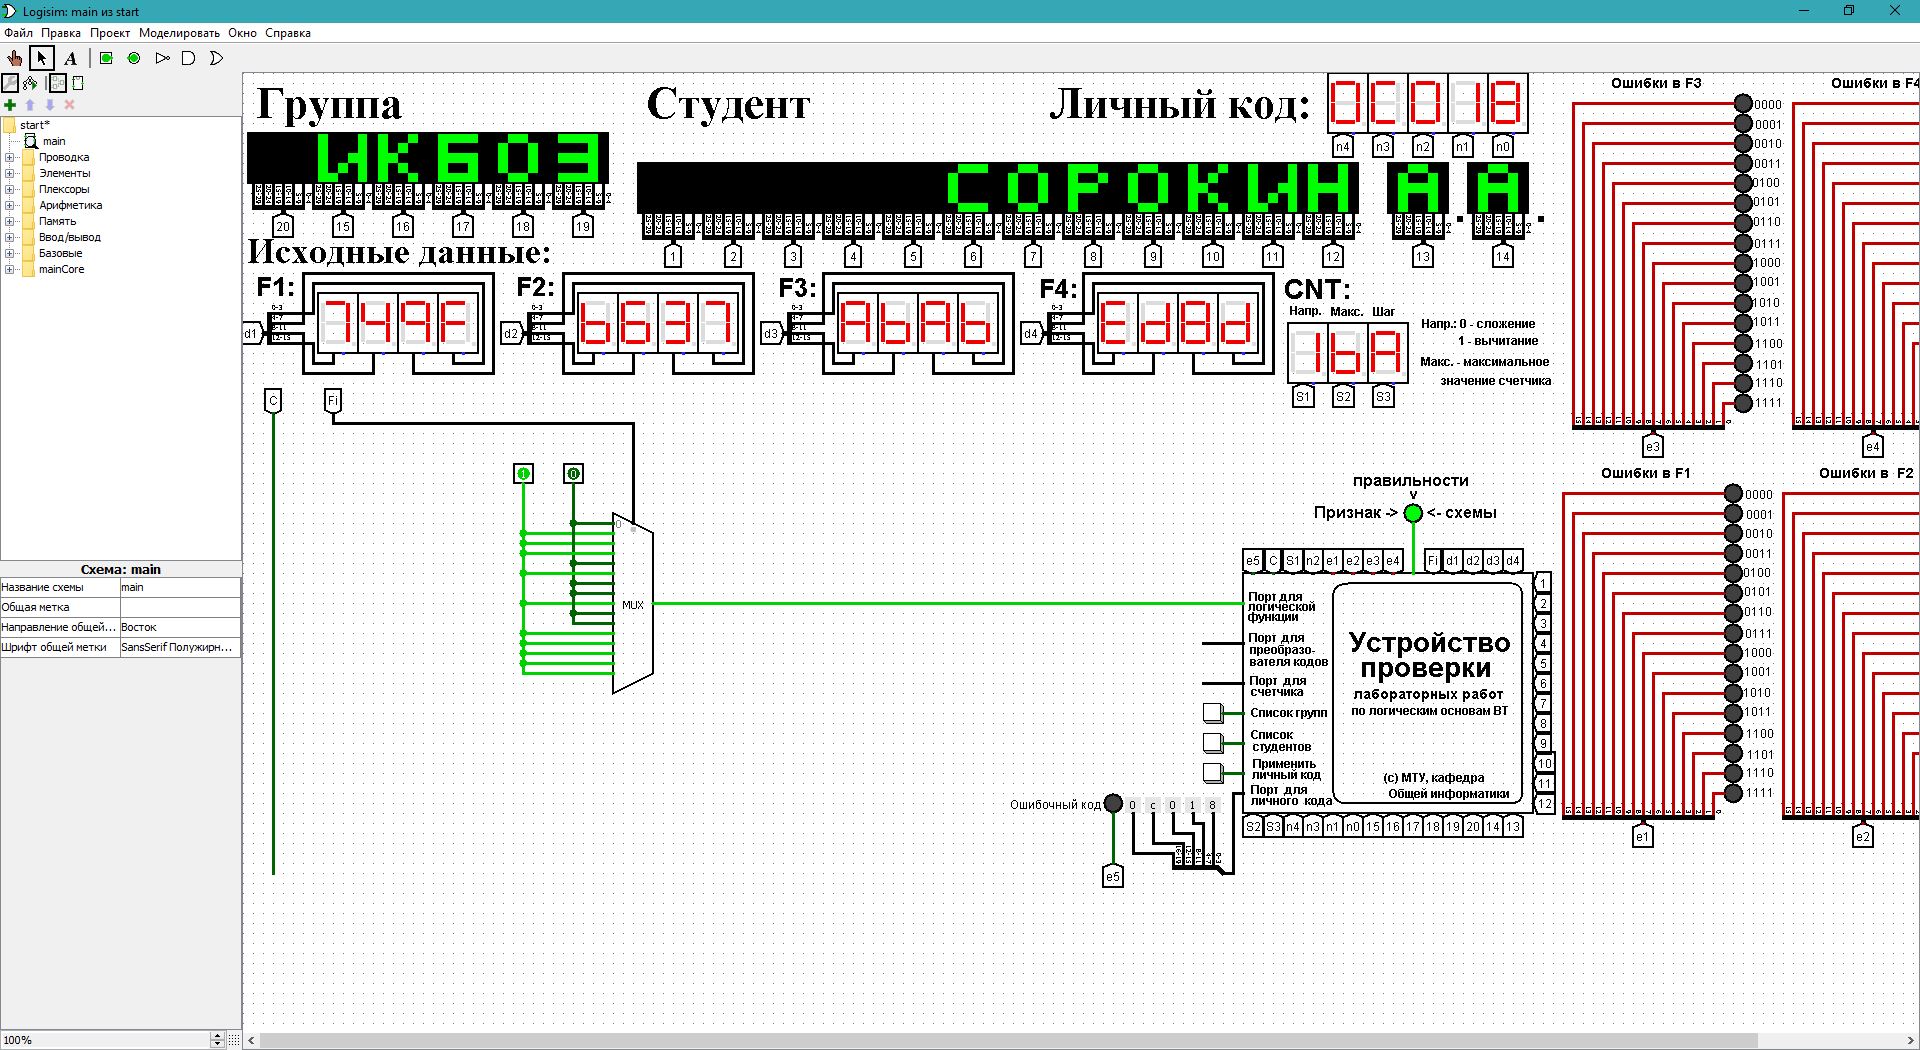 Logisim: main из start
Файл Правка Проект Моделировать Окно Справка
A
start*
main
Проводка
Элементы
Плексоры
Арифметика
Память
Ввод/вывод
Базовые
mainCore
Схема: main
Название схемы main
Общая метка
Направление общей... Восток
Шрифт общей метки SansSerif Полужирн...
100%
Группа Студент Личный код:
0C018
n4 n3 n2 n1 n0
ИКБОЗ
СОРОКИН А.А.
20 15 16 17 18 19
1 2 3 4 5 6 7 8 9 10 11 12 13 14
Исходные данные:
F1: F2: F3: F4: CNT:
Напр. Макс. Шаг
d1 d2 d3 d4
1bA
S1 S2 S3
Напр.: 0 - сложение
1 - вычитание
Макс. - максимальное
значение счетчика
C Fi
1 0
0
MUX
правильности
v
Признак -> <- схемы
e5 C S1 n2 e1 e2 e3 e4 Fi d1 d2 d3 d4
Порт для
логической
функции
Порт для
преобразо-
вателя кодов
Порт для
счетчика
Список групп
Список
студентов
Применить
личный код
Порт для
личного кода
Устройство
проверки
лабораторных работ
по логическим основам ВТ
(с) МТУ, кафедра
Общей информатики
1
2
3
4
5
6
7
8
9
10
11
12
S2 S3 n4 n3 n1 n0 15 16 17 18 19 20 14 13
Ошибочный код 0 c 0 1 8
e5
Ошибки в F3
0000
0001
0010
0011
0100
0101
0110
0111
1000
1001
1010
1011
1100
1101
1110
1111
e3
Ошибки в F4
e4
Ошибки в F1
0000
0001
0010
0011
0100
0101
0110
0111
1000
1001
1010
1011
1100
1101
1110
1111
e1
Ошибки в F2
e2